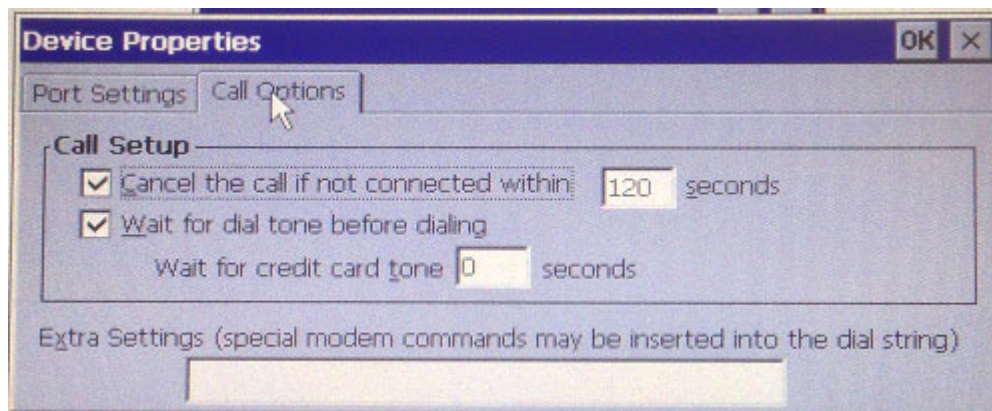 Device Properties OK ×
Port Settings Call Options
Call Setup
Cancel the call if not connected within 120 seconds
Wait for dial tone before dialing
Wait for credit card tone 0 seconds
Extra Settings (special modem commands may be inserted into the dial string)